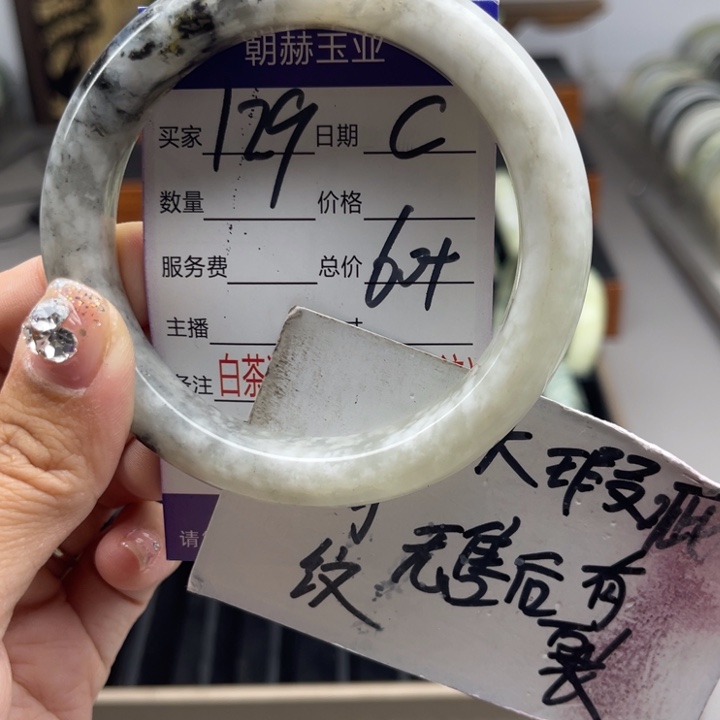 朝赫玉业
买家 129 日期 C
数量 价格
服务费 总价 64
主播
备注 白茶
请
大瑕疵
纹 无售后有
裂